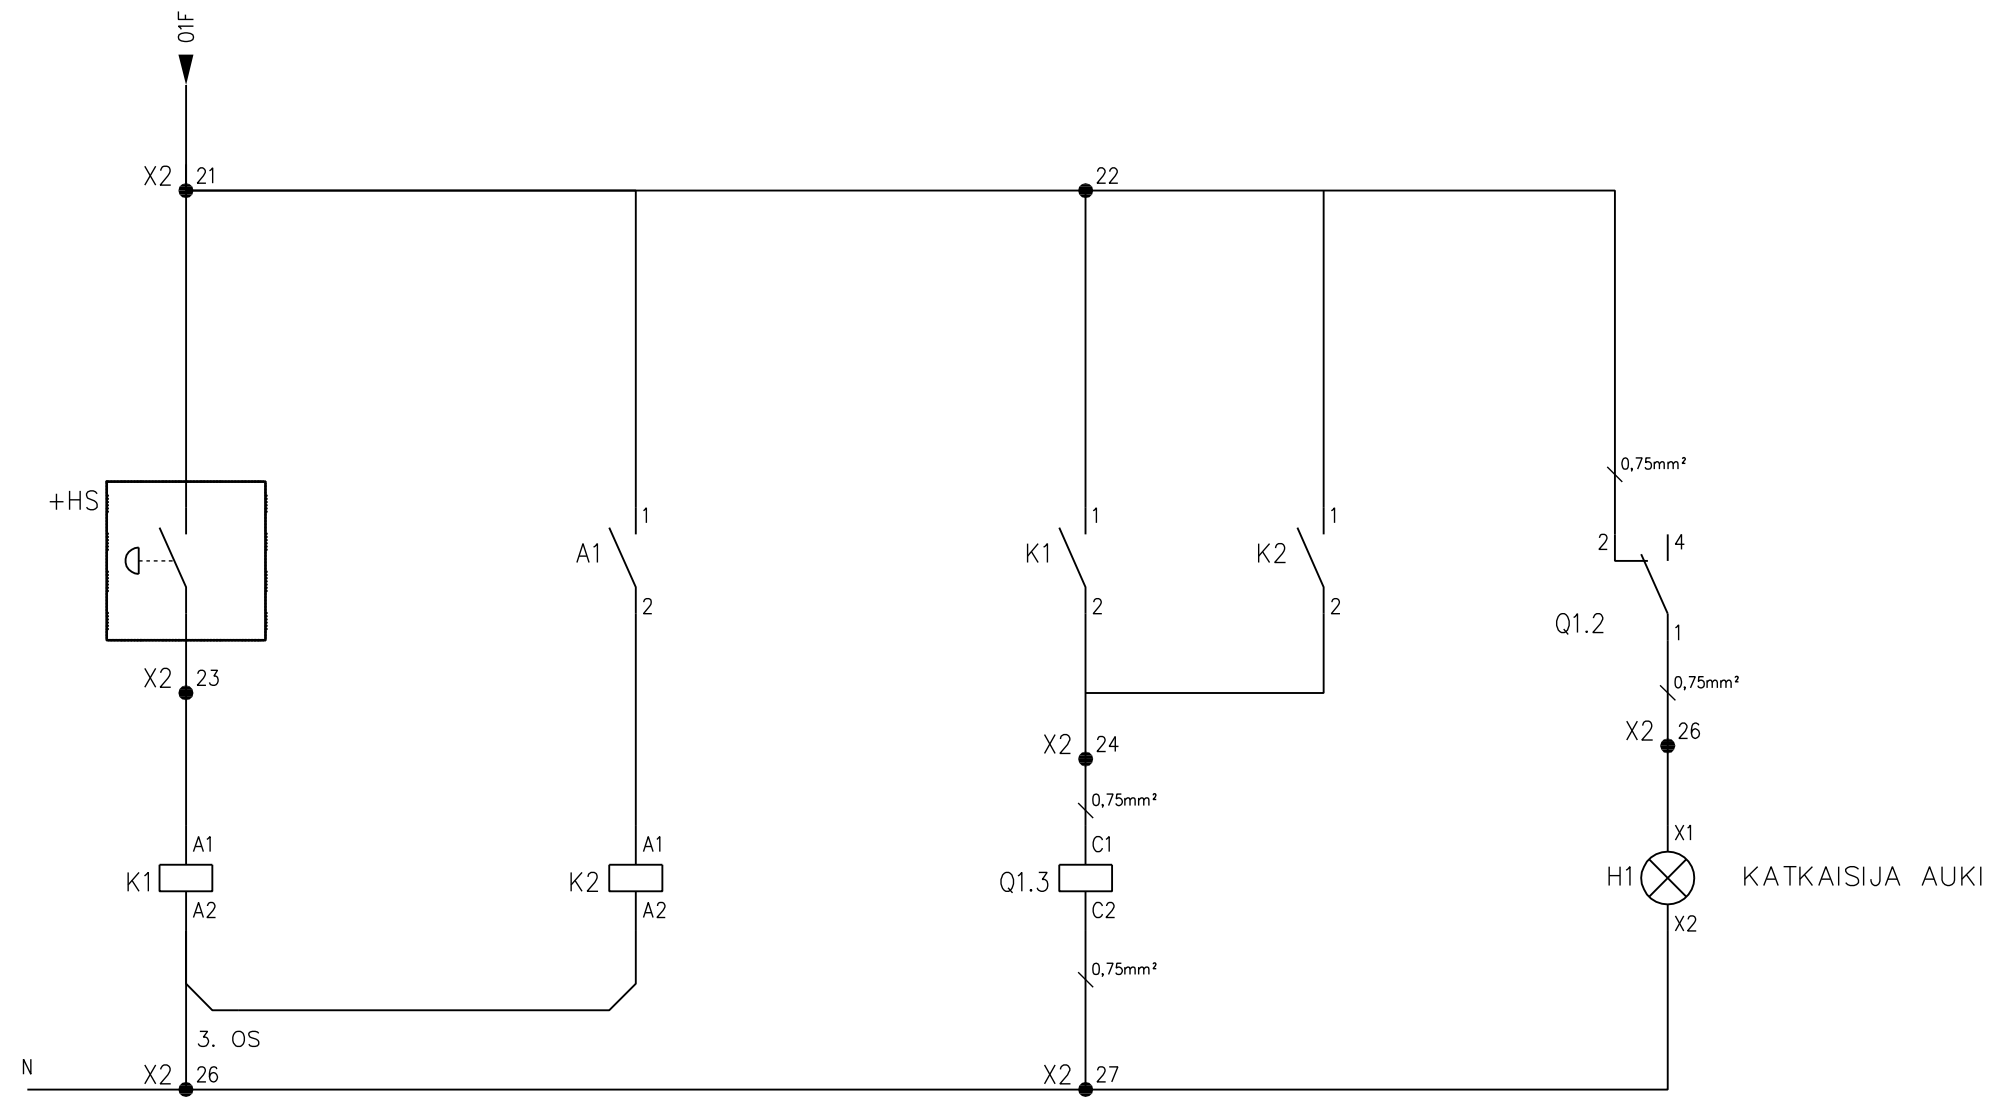 01F
X2 21
22
0,75mm²
+HS
1
1
1
A1
K1
K2
2 4
2
2
2
Q1.2
1
X2 23
0,75mm²
X2 24
X2 26
0,75mm²
A1
A1
C1
X1
K1
K2
Q1.3
H1
KATKAISIJA AUKI
A2
A2
C2
X2
0,75mm²
3. OS
N
X2 26
X2 27